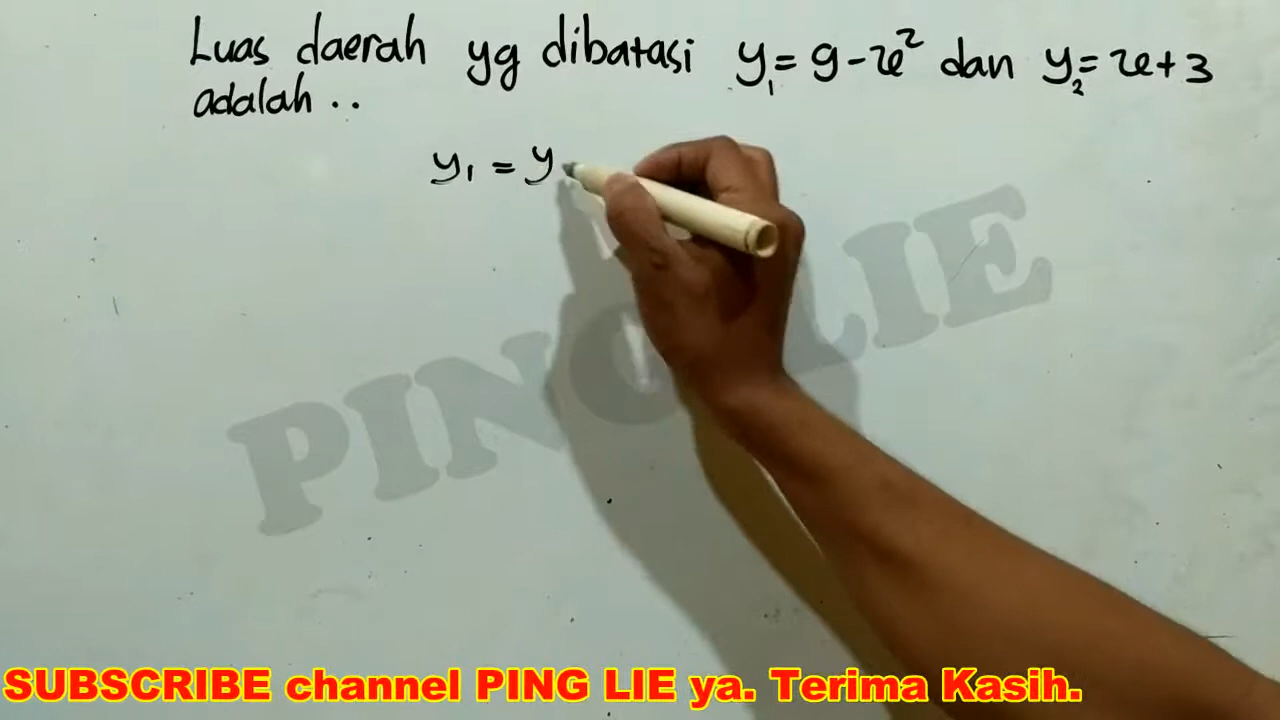 Luas daerah yg dibatasi y₁ = 9 - x² dan y₂ = x + 3
adalah ..
y₁ = y
PING LIE
SUBSCRIBE channel PING LIE ya. Terima Kasih.